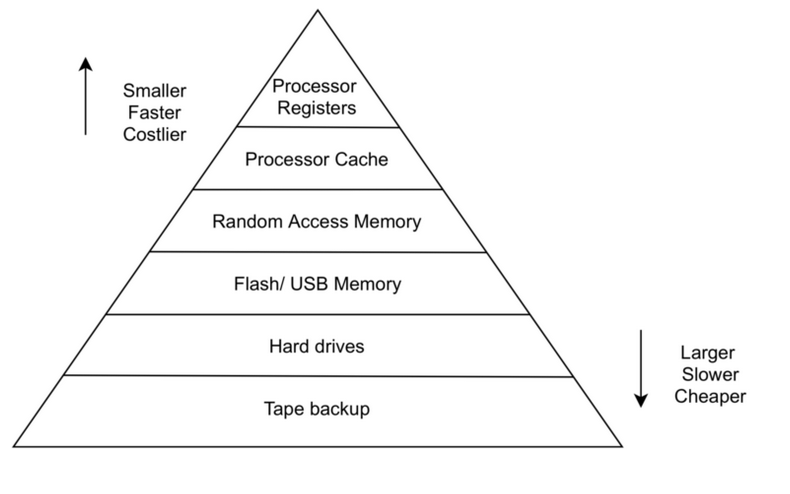 Smaller
Faster
Costlier
Processor
Registers
Processor Cache
Random Access Memory
Flash/ USB Memory
Hard drives
Tape backup
Larger
Slower
Cheaper